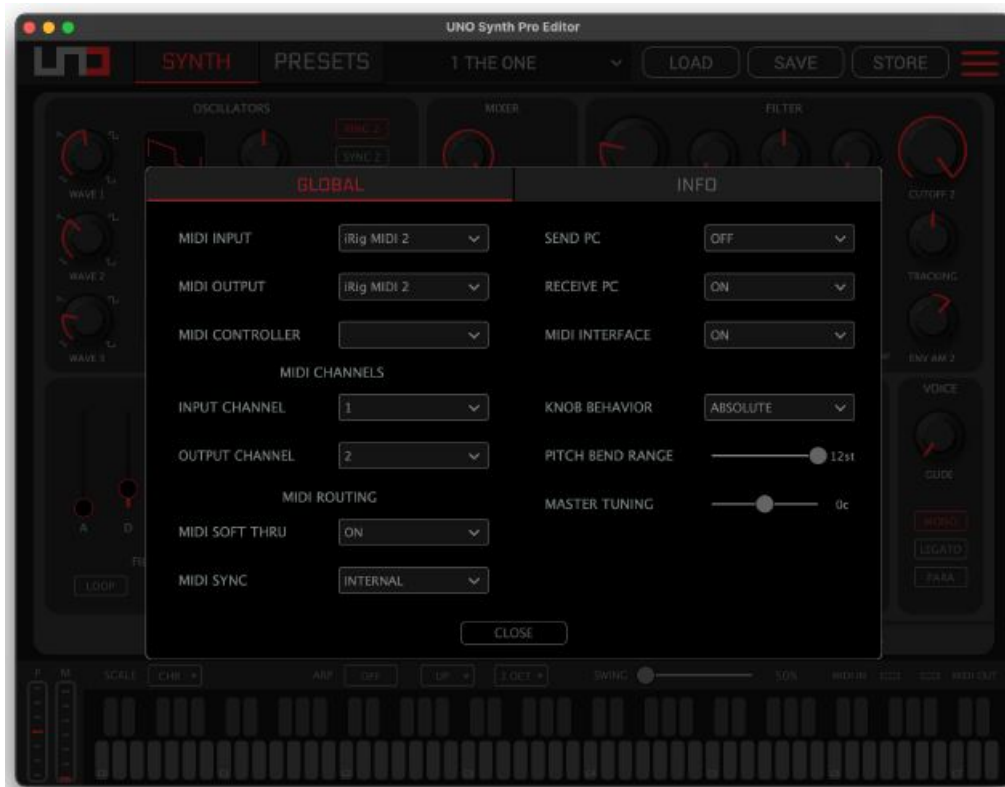 UNO Synth Pro Editor
UNO
SYNTH PRESETS 1 THE ONE LOAD SAVE STORE
OSCILLATORS MIXER FILTER
SYNC 2
WAVE 1 CUTOFF 2
GLOBAL INFO
MIDI INPUT iRig MIDI 2 SEND PC OFF
MIDI OUTPUT iRig MIDI 2 RECEIVE PC ON
WAVE 2 TRACKING
MIDI CONTROLLER MIDI INTERFACE ON
WAVE 3 ENV AM 2
MIDI CHANNELS
VOICE
INPUT CHANNEL 1 KNOB BEHAVIOR ABSOLUTE
OUTPUT CHANNEL 2 PITCH BEND RANGE 12st
GLIDE
MIDI ROUTING
MASTER TUNING 0c
A D MONO
MIDI SOFT THRU ON
LEGATO
LOOP MIDI SYNC INTERNAL PARA
CLOSE
P M SCALE CHR ARP OFF UP SWING 50% MIDI IN MIDI OUT